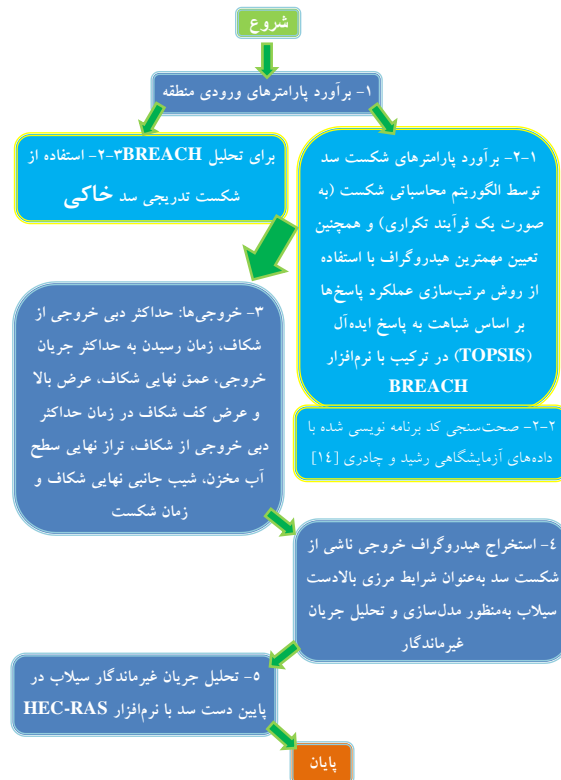 شروع
۱- برآورد پارامترهای ورودی منطقه
۲-۳- استفاده از BREACH برای تحلیل
شکست تدریجی سد خاکی
۲-۱- برآورد پارامترهای شکست سد
توسط الگوریتم محاسباتی شکست (به
صورت یک فرآیند تکراری) و همچنین
تعیین مهمترین هیدروگراف با استفاده
از روش مرتب‌سازی عملکرد پاسخ‌ها
بر اساس شباهت به پاسخ ایده‌آل
(TOPSIS) در ترکیب با نرم‌افزار
BREACH
۲-۲- صحت‌سنجی کد برنامه نویسی شده با
داده‌های آزمایشگاهی رشید و چادری [۱٤]
۳- خروجی‌ها: حداکثر دبی خروجی از
شکاف، زمان رسیدن به حداکثر جریان
خروجی، عمق نهایی شکاف، عرض بالا
و عرض کف شکاف در زمان حداکثر
دبی خروجی از شکاف، تراز نهایی سطح
آب مخزن، شیب جانبی نهایی شکاف و
زمان شکست
٤- استخراج هیدروگراف خروجی ناشی از
شکست سد به‌عنوان شرایط مرزی بالادست
سیلاب به‌منظور مدل‌سازی و تحلیل جریان
غیرماندگار
۵- تحلیل جریان غیرماندگار سیلاب در
پایین دست سد با نرم‌افزار HEC-RAS
پایان